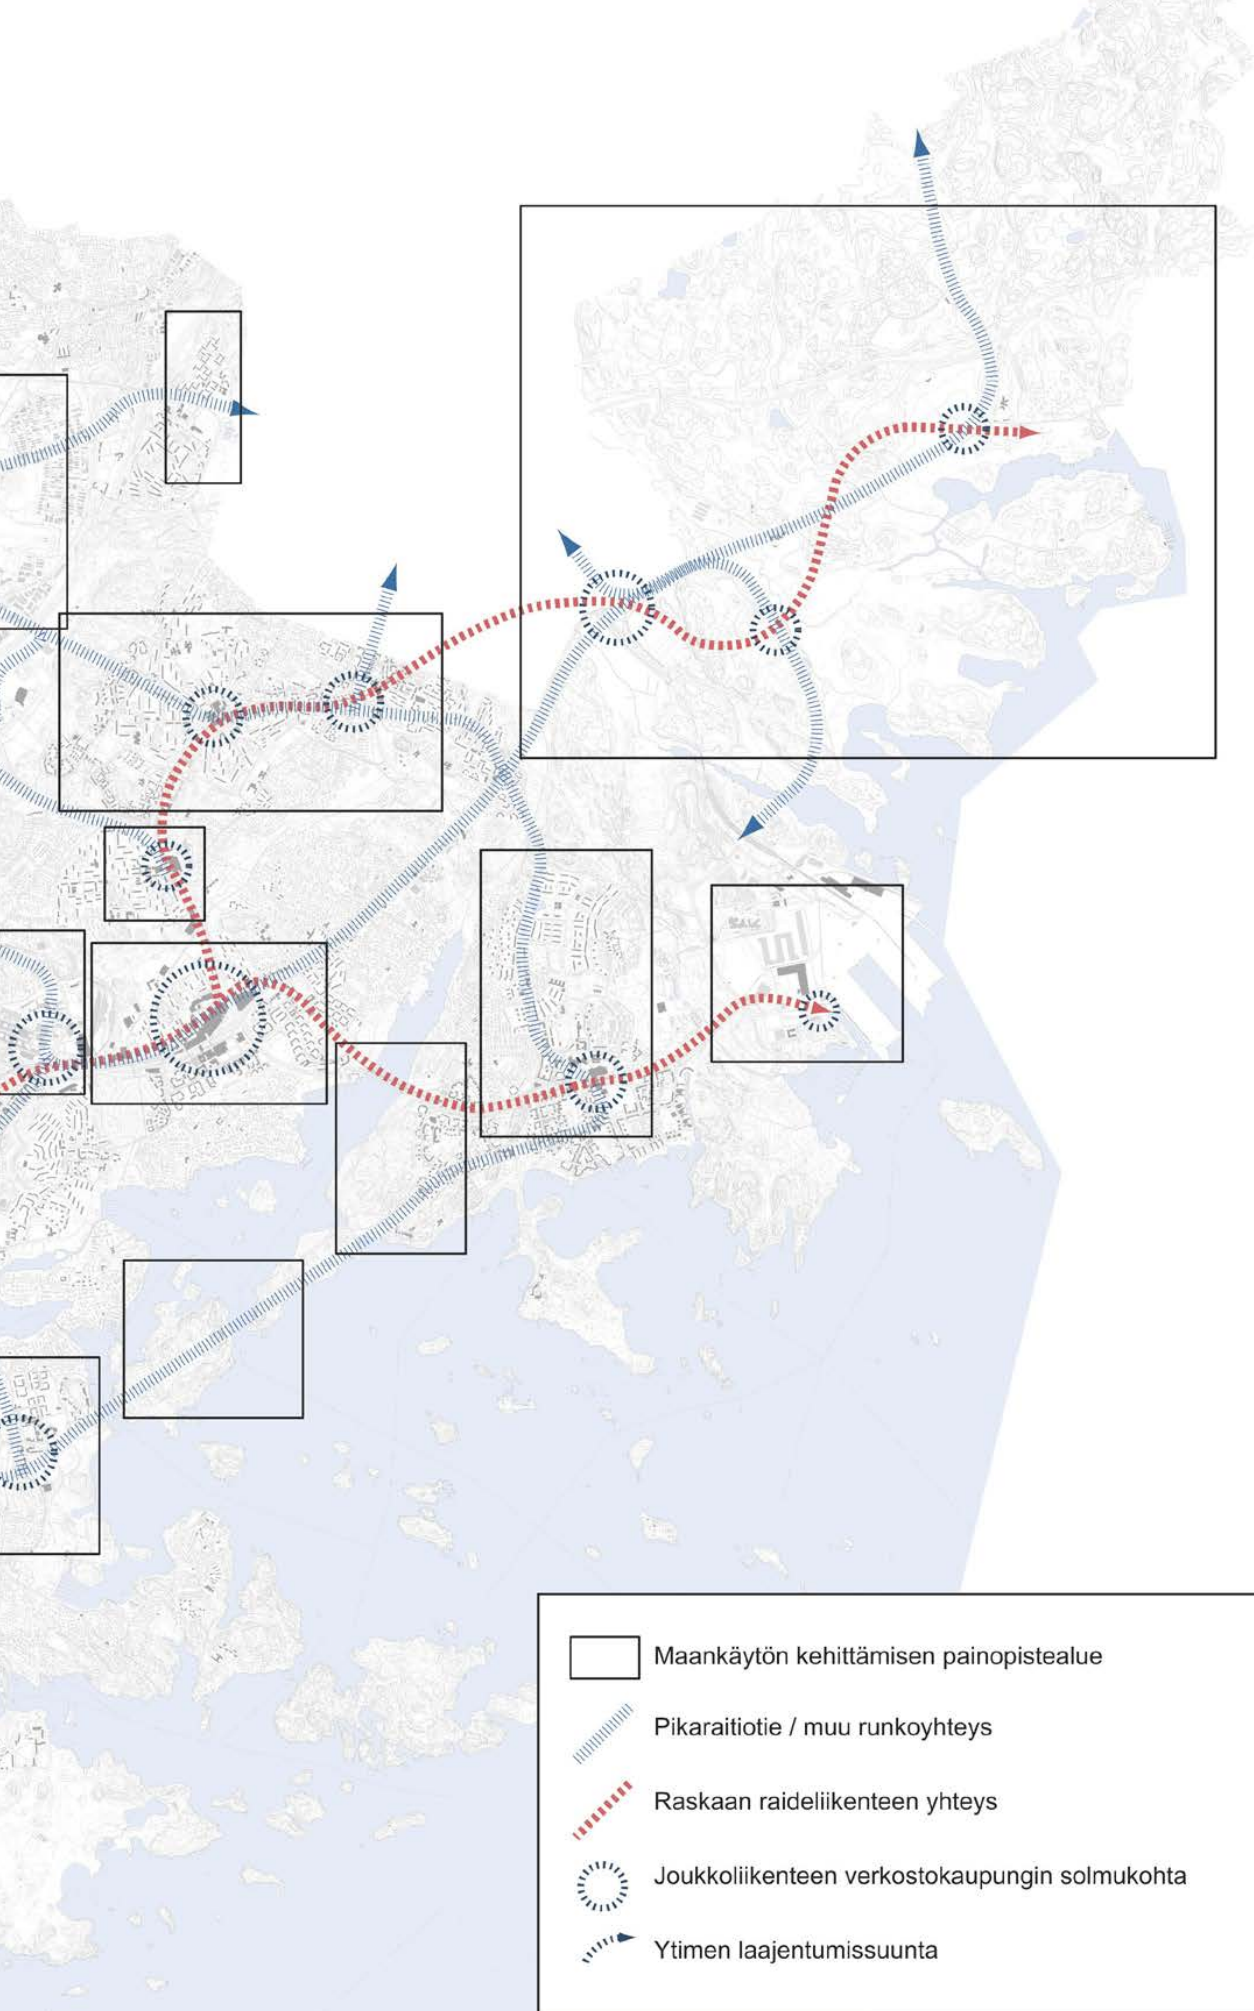 Maankäytön kehittämisen painopistealue
Pikaraitiotie / muu runkoyhteys
Raskaan raideliikenteen yhteys
Joukkoliikenteen verkostokaupungin solmukohta
Ytimen laajentumissuunta